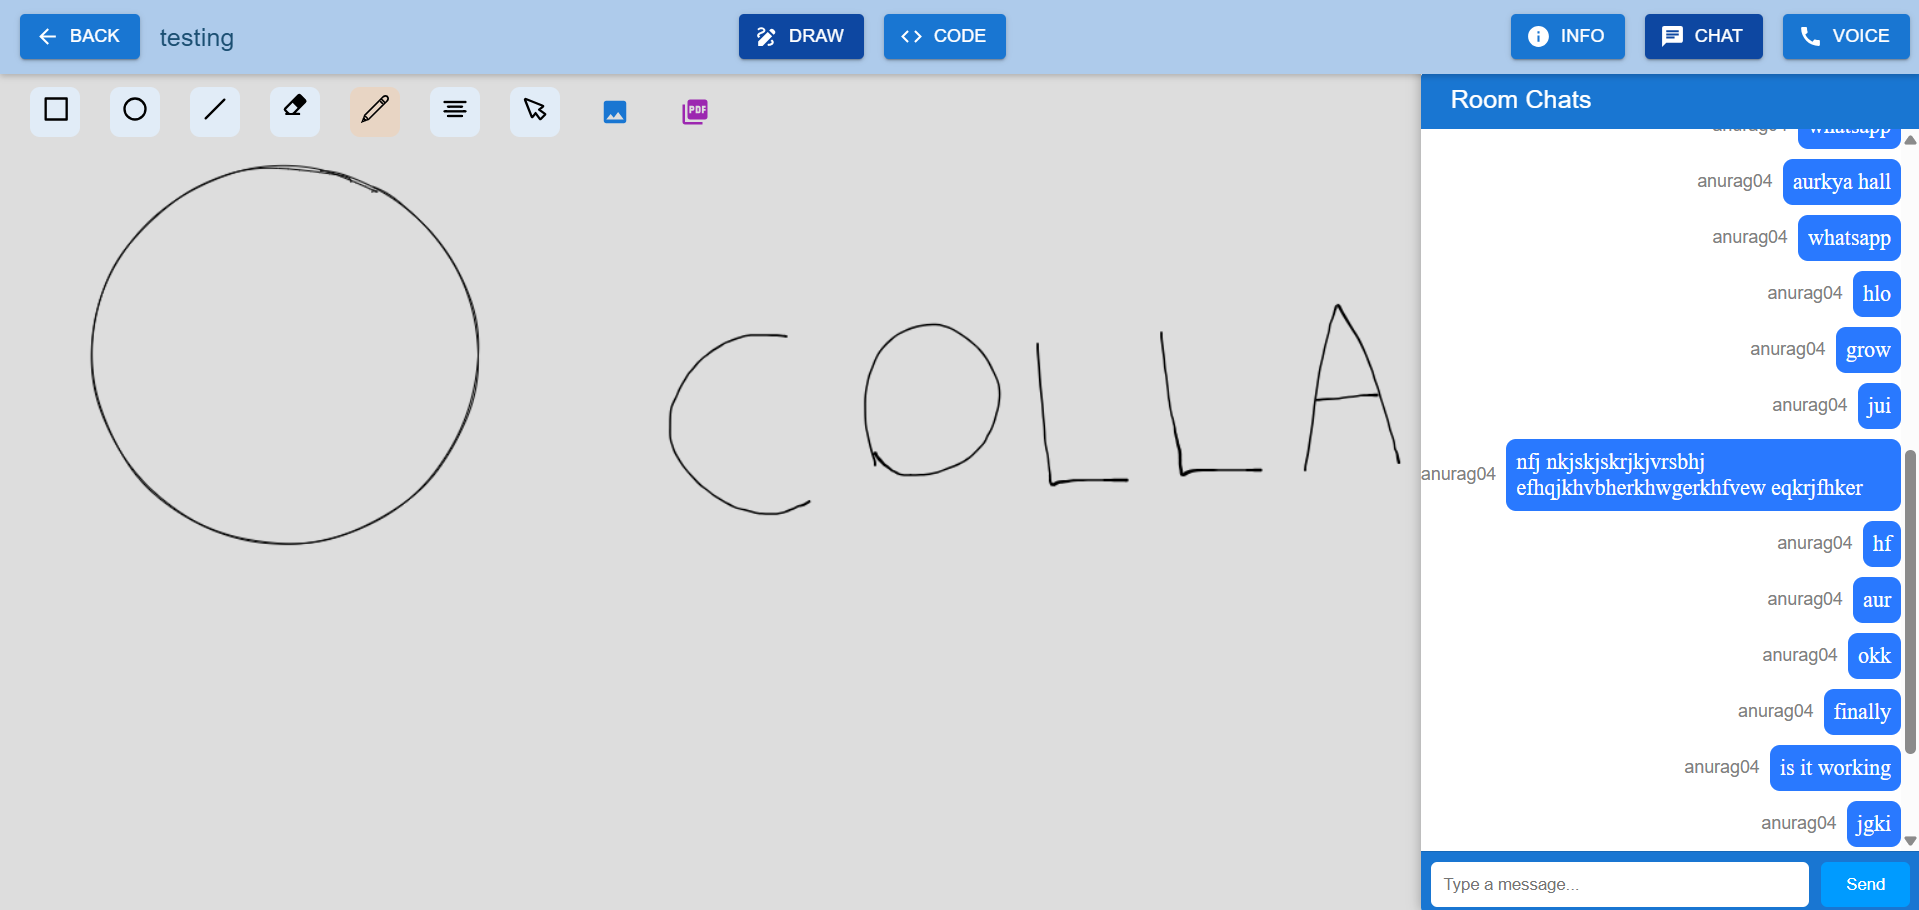 BACK
testing
DRAW
CODE
INFO
CHAT
VOICE
PDF
Room Chats
anurag04 whatsapp
anurag04 aurkya hall
anurag04 whatsapp
anurag04 hlo
anurag04 grow
anurag04 jui
anurag04 nfj nkjskjskrjkjvrsbhj
efhqjkhvbherkhwgerkhfvew eqkrjfhker
anurag04 hf
anurag04 aur
anurag04 okk
anurag04 finally
anurag04 is it working
anurag04 jgki
Type a message...
Send
COLLA